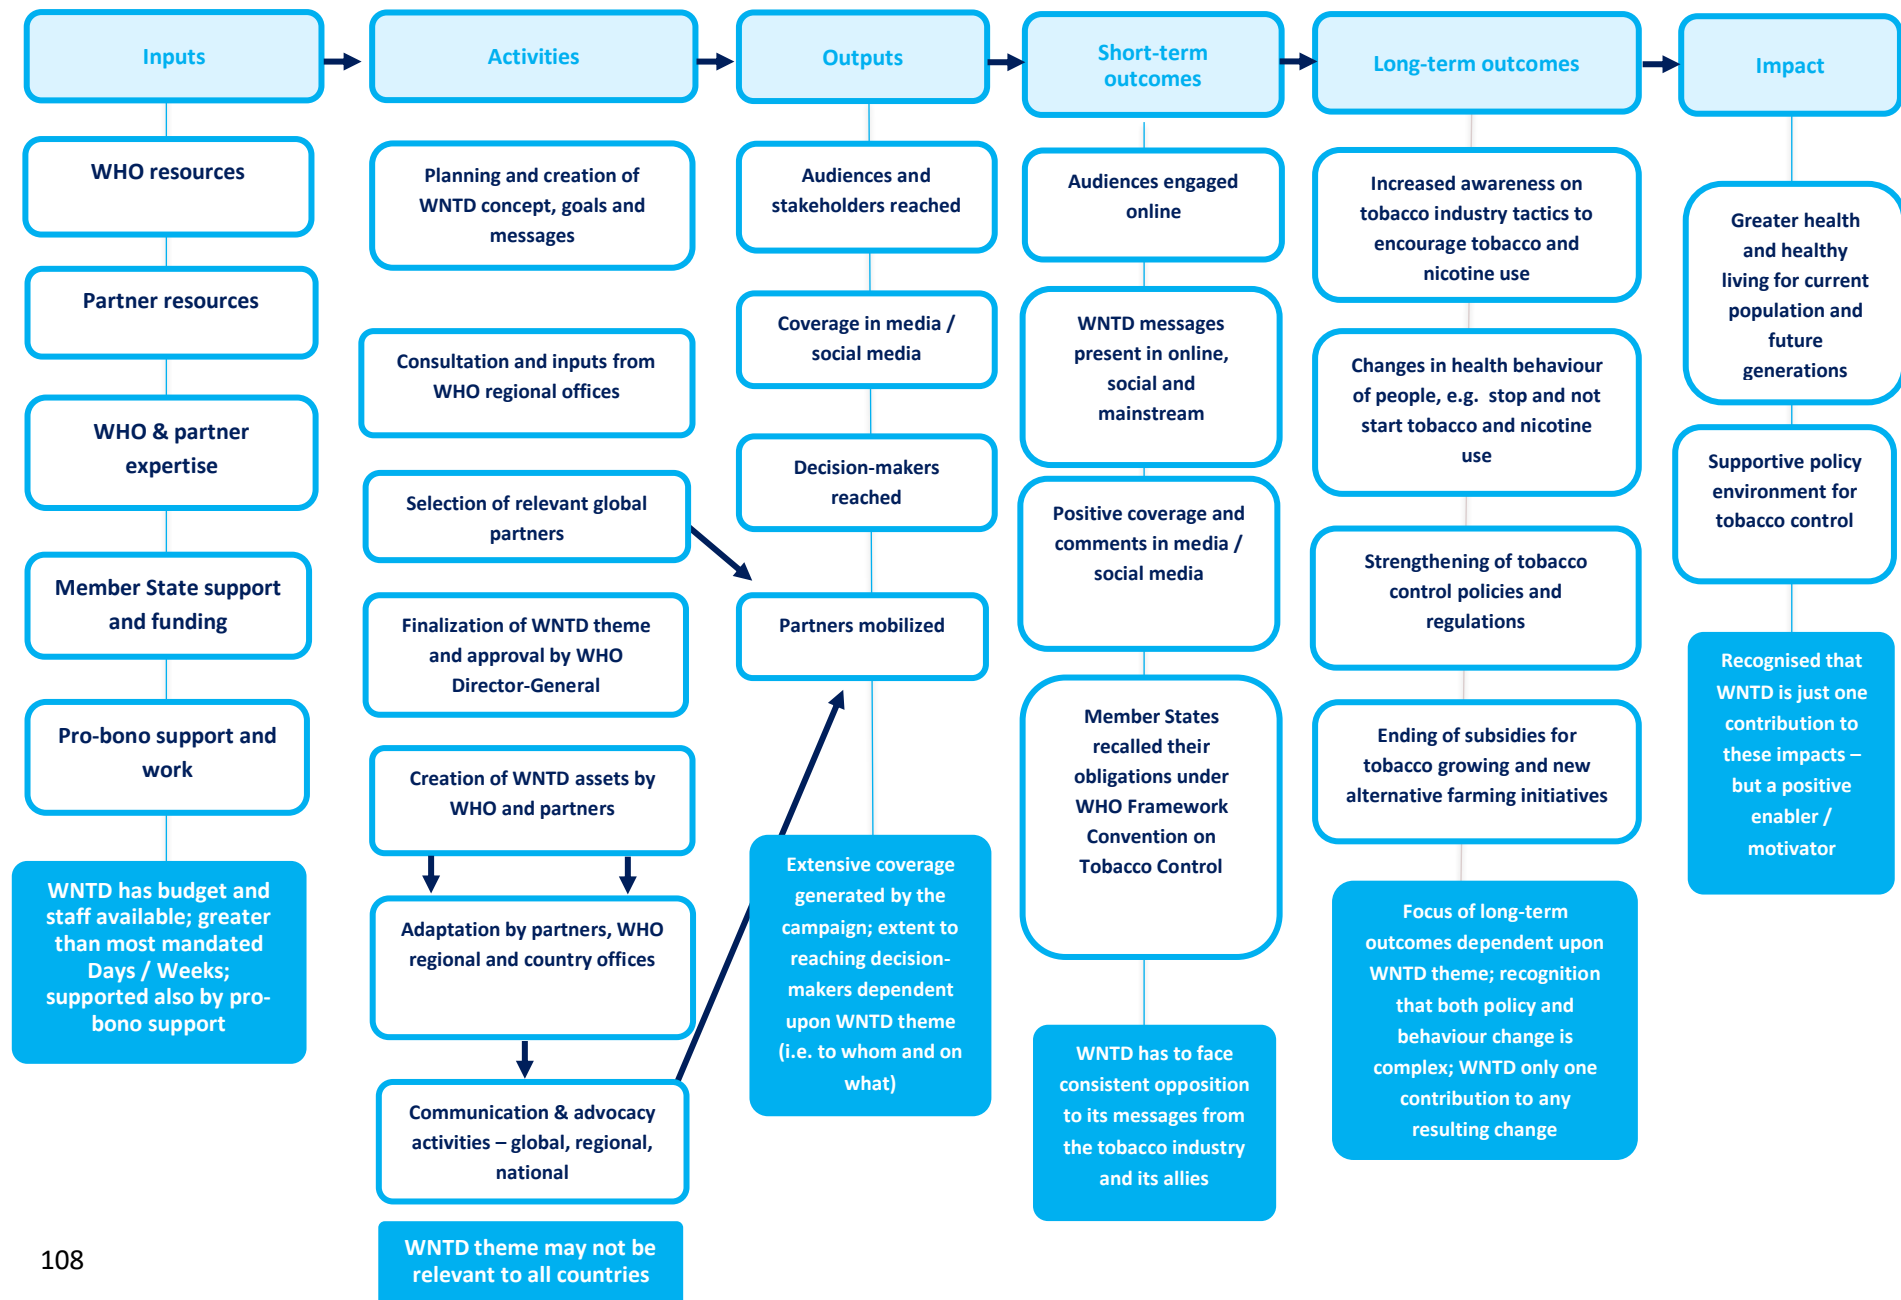 Inputs
Activities
Outputs
Short-term
outcomes
Long-term outcomes
Impact
WHO resources
Partner resources
WHO & partner
expertise
Member State support
and funding
Pro-bono support and
work
WNTD has budget and
staff available; greater
than most mandated
Days / Weeks;
supported also by pro-
bono support
Planning and creation of
WNTD concept, goals and
messages
Consultation and inputs from
WHO regional offices
Selection of relevant global
partners
Finalization of WNTD theme
and approval by WHO
Director-General
Creation of WNTD assets by
WHO and partners
Adaptation by partners, WHO
regional and country offices
Communication & advocacy
activities – global, regional,
national
WNTD theme may not be
relevant to all countries
Audiences and
stakeholders reached
Coverage in media /
social media
Decision-makers
reached
Partners mobilized
Extensive coverage
generated by the
campaign; extent to
reaching decision-
makers dependent
upon WNTD theme
(i.e. to whom and on
what)
Audiences engaged
online
WNTD messages
present in online,
social and
mainstream
Positive coverage and
comments in media /
social media
Member States
recalled their
obligations under
WHO Framework
Convention on
Tobacco Control
WNTD has to face
consistent opposition
to its messages from
the tobacco industry
and its allies
Increased awareness on
tobacco industry tactics to
encourage tobacco and
nicotine use
Changes in health behaviour
of people, e.g. stop and not
start tobacco and nicotine
use
Strengthening of tobacco
control policies and
regulations
Ending of subsidies for
tobacco growing and new
alternative farming initiatives
Focus of long-term
outcomes dependent upon
WNTD theme; recognition
that both policy and
behaviour change is
complex; WNTD only one
contribution to any
resulting change
Greater health
and healthy
living for current
population and
future
generations
Supportive policy
environment for
tobacco control
Recognised that
WNTD is just one
contribution to
these impacts –
but a positive
enabler /
motivator
108